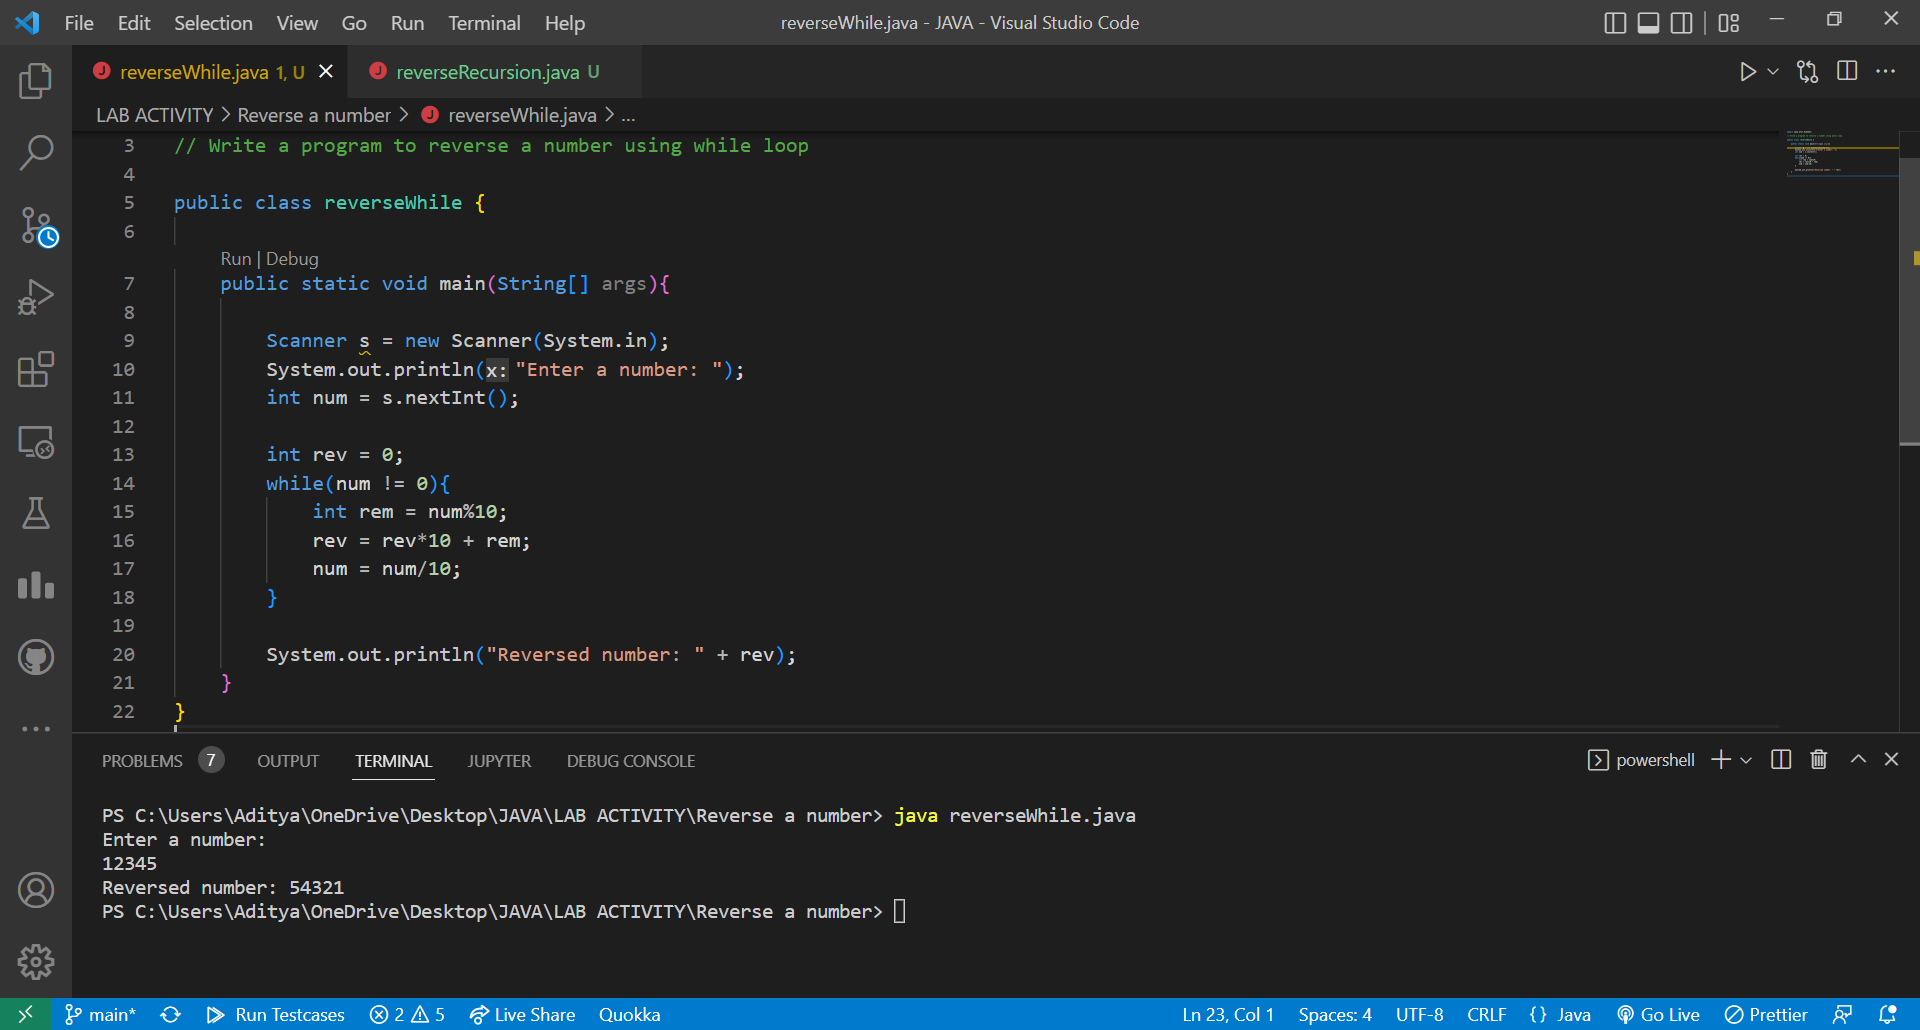 File Edit Selection View Go Run Terminal Help reverseWhile.java - JAVA - Visual Studio Code
reverseWhile.java 1, U reverseRecursion.java U
LAB ACTIVITY > Reverse a number > reverseWhile.java > ...
3 // Write a program to reverse a number using while loop
4
5 public class reverseWhile {
6
Run | Debug
7 public static void main(String[] args){
8
9 Scanner s = new Scanner(System.in);
10 System.out.println(x: "Enter a number: ");
11 int num = s.nextInt();
12
13 int rev = 0;
14 while(num != 0){
15 int rem = num%10;
16 rev = rev*10 + rem;
17 num = num/10;
18 }
19
20 System.out.println("Reversed number: " + rev);
21 }
22 }
PROBLEMS 7 OUTPUT TERMINAL JUPYTER DEBUG CONSOLE powershell
PS C:\Users\Aditya\OneDrive\Desktop\JAVA\LAB ACTIVITY\Reverse a number> java reverseWhile.java
Enter a number:
12345
Reversed number: 54321
PS C:\Users\Aditya\OneDrive\Desktop\JAVA\LAB ACTIVITY\Reverse a number>
main* Run Testcases 2 5 Live Share Quokka Ln 23, Col 1 Spaces: 4 UTF-8 CRLF {} Java Go Live Prettier